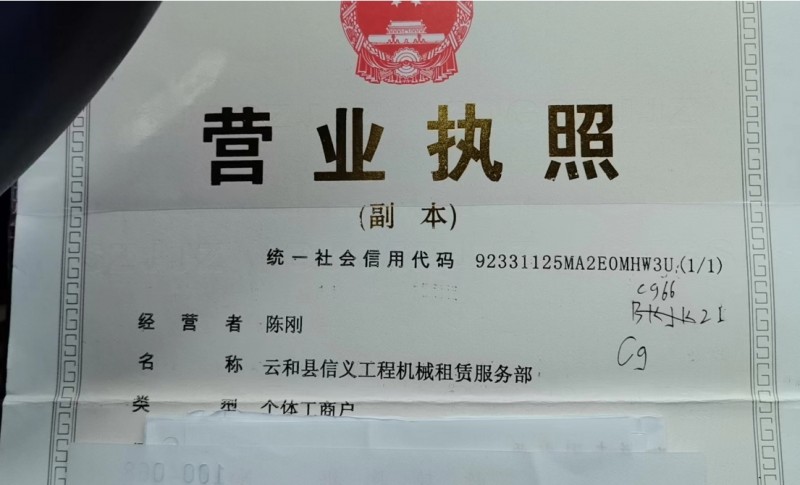 营业执照
(副 本)
统一社会信用代码 92331125MA2E0MHW3U (1/1)
cg66
经营者 陈刚
Cg
名称 云和县信义工程机械租赁服务部
类型 个体工商户